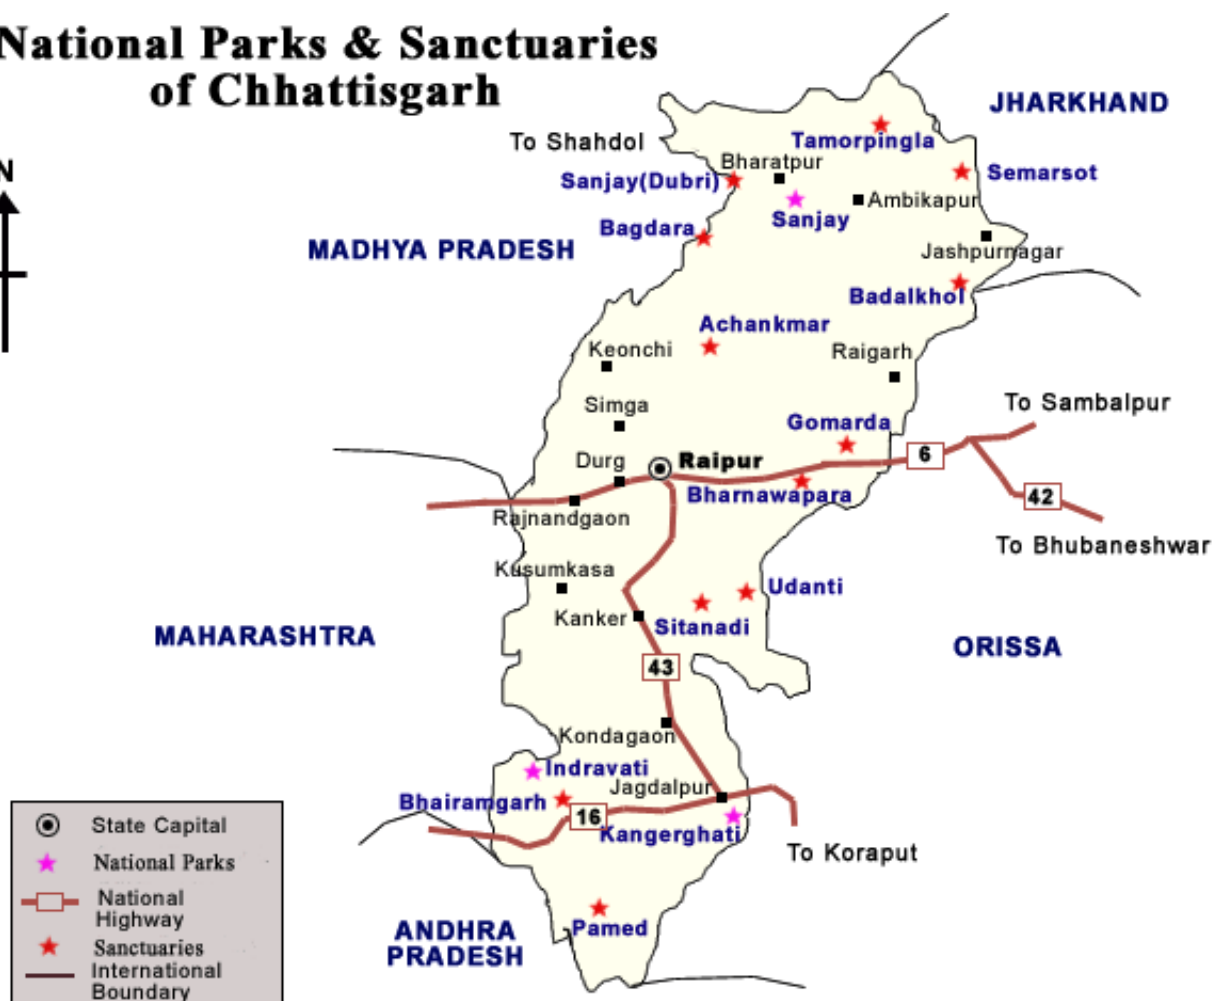 National Parks & Sanctuaries
of Chhattisgarh
JHARKHAND
To Shahdol
Tamorpingla
Bharatpur
Sanjay(Dubri)
Semarsot
Ambikapur
Sanjay
Bagdara
MADHYA PRADESH
Jashpurnagar
Badalkhol
Achankmar
Keonchi
Raigarh
Simga
To Sambalpur
Gomarda
Durg
Raipur
6
Bharnawapara
42
Rajnandgaon
To Bhubaneshwar
Kusumkasa
Udanti
Kanker
Sitanadi
MAHARASHTRA
ORISSA
43
Kondagaon
Indravati
Jagdalpur
Bhairamgarh
16
Kangerghati
To Koraput
Pamed
ANDHRA
PRADESH
N
State Capital
National Parks
National
Highway
Sanctuaries
International
Boundary